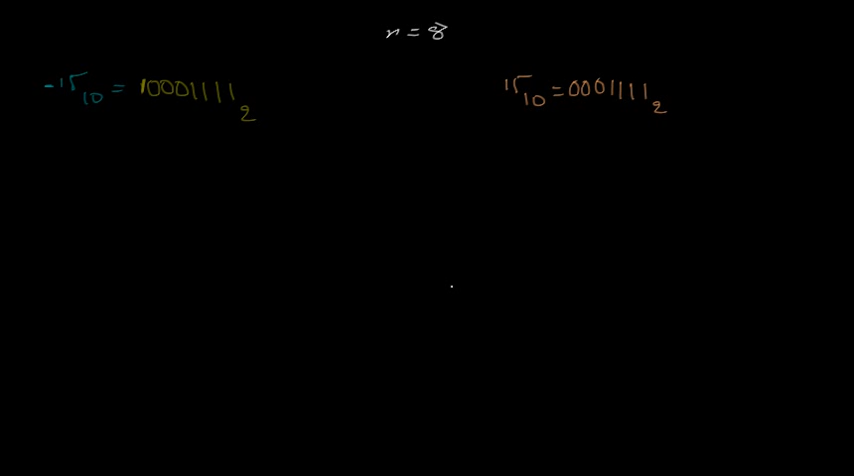 n = 8
-15₁₀ = 10001111₂
15₁₀ = 0001111₂